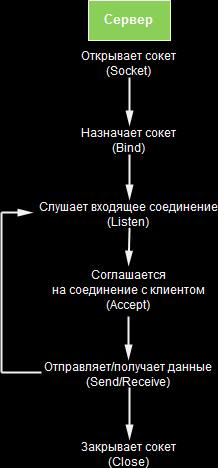 Сервер
Открывает сокет
(Socket)
Назначает сокет
(Bind)
Слушает входящее соединение
(Listen)
Соглашается
на соединение с клиентом
(Accept)
Отправляет/получает данные
(Send/Receive)
Закрывает сокет
(Close)